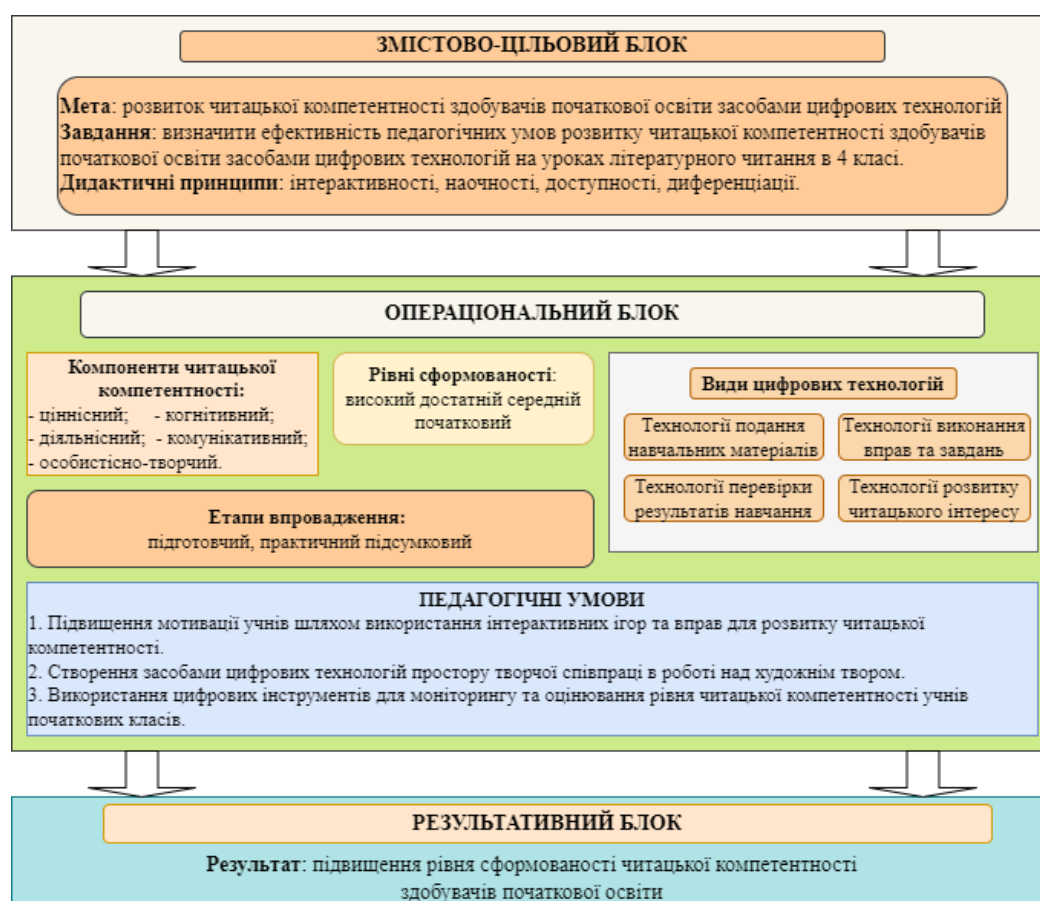 ЗМІСТОВО-ЦІЛЬОВИЙ БЛОК
Мета: розвиток читацької компетентності здобувачів початкової освіти засобами цифрових технологій
Завдання: визначити ефективність педагогічних умов розвитку читацької компетентності здобувачів
початкової освіти засобами цифрових технологій на уроках літературного читання в 4 класі.
Дидактичні принципи: інтерактивності, наочності, доступності, диференціації.
ОПЕРАЦІОНАЛЬНИЙ БЛОК
Компоненти читацької
компетентності:
- ціннісний; - когнітивний;
- діяльнісний; - комунікативний;
- особистісно-творчий.
Рівні сформованості:
високий достатній середній
початковий
Види цифрових технологій
Технології подання
навчальних матеріалів
Технології виконання
вправ та завдань
Технології перевірки
результатів навчання
Технології розвитку
читацького інтересу
Етапи впровадження:
підготовчий, практичний підсумковий
ПЕДАГОГІЧНІ УМОВИ
1. Підвищення мотивації учнів шляхом використання інтерактивних ігор та вправ для розвитку читацької
компетентності.
2. Створення засобами цифрових технологій простору творчої співпраці в роботі над художнім твором.
3. Використання цифрових інструментів для моніторингу та оцінювання рівня читацької компетентності учнів
початкових класів.
РЕЗУЛЬТАТИВНИЙ БЛОК
Результат: підвищення рівня сформованості читацької компетентності
здобувачів початкової освіти